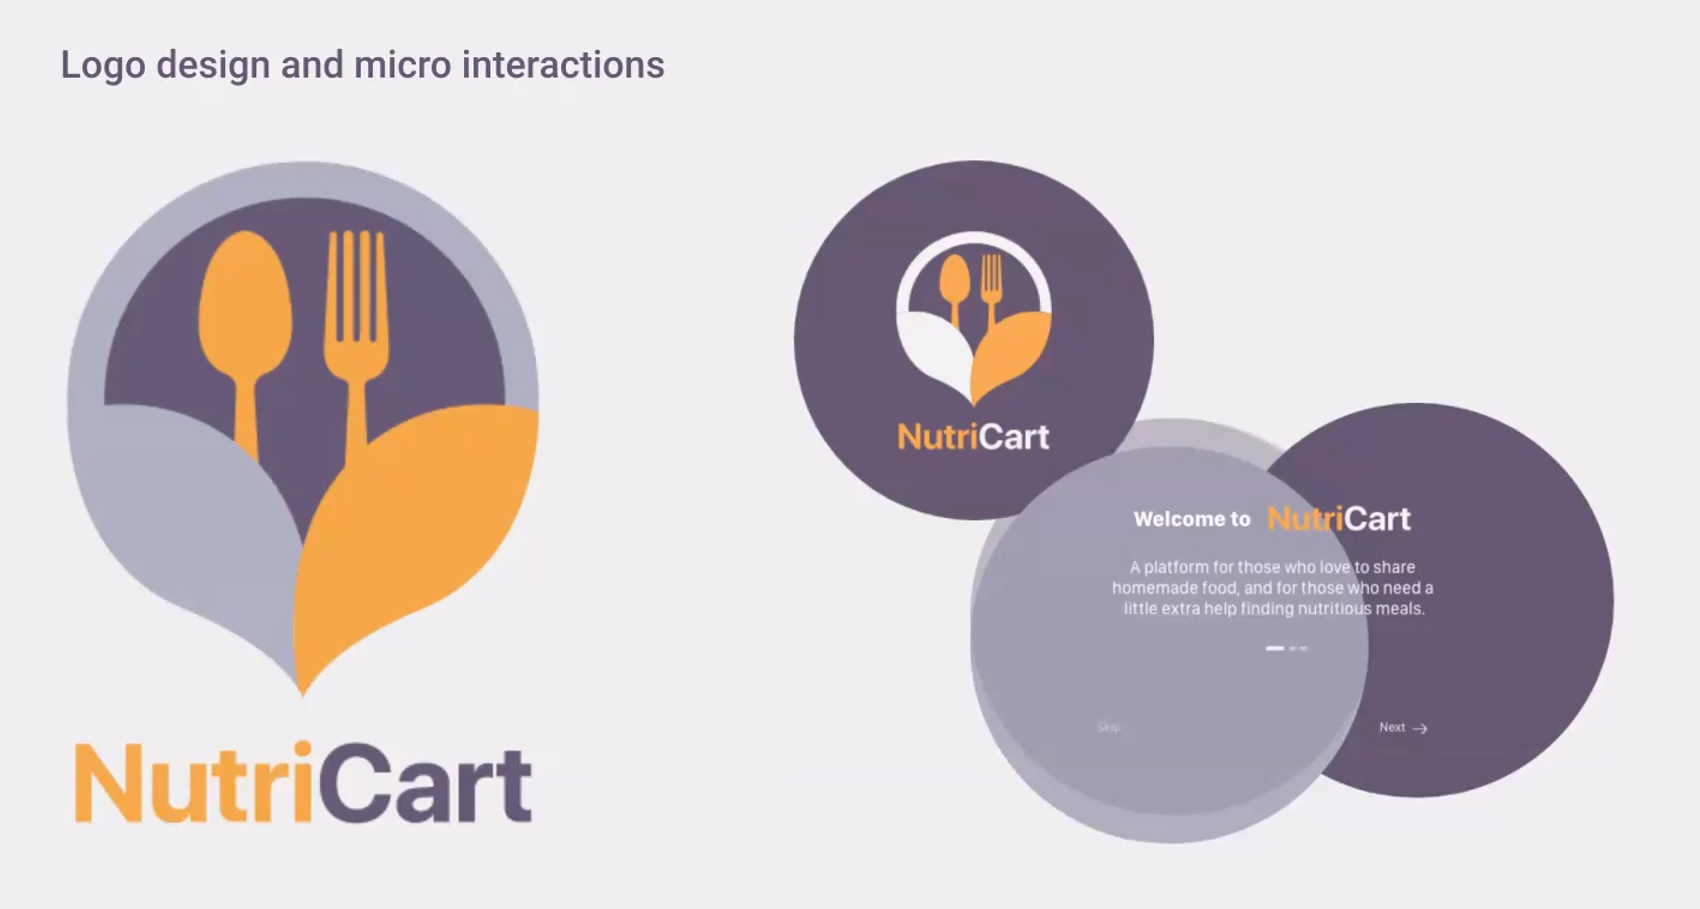 Logo design and micro interactions
NutriCart
NutriCart
Welcome to NutriCart
A platform for those who love to share
homemade food, and for those who need a
little extra help finding nutritious meals.
Skip
Next